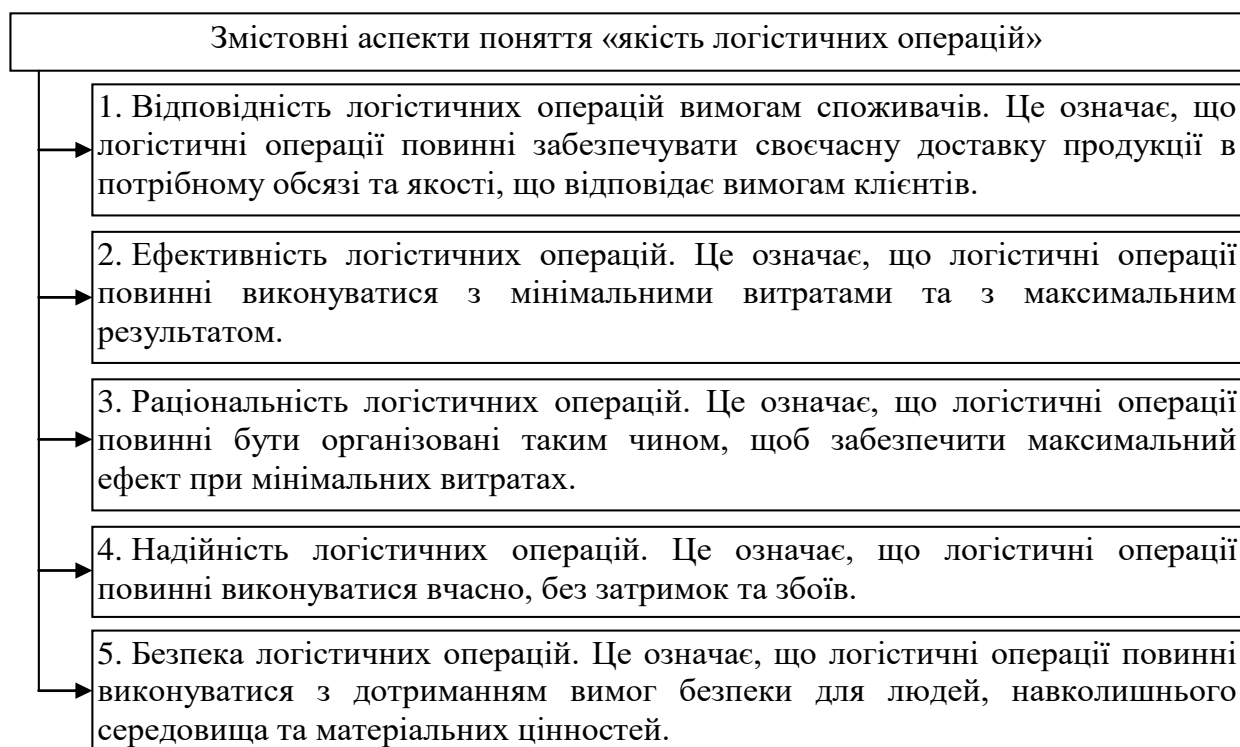 Змістовні аспекти поняття «якість логістичних операцій»
1. Відповідність логістичних операцій вимогам споживачів. Це означає, що
логістичні операції повинні забезпечувати своєчасну доставку продукції в
потрібному обсязі та якості, що відповідає вимогам клієнтів.
2. Ефективність логістичних операцій. Це означає, що логістичні операції
повинні виконуватися з мінімальними витратами та з максимальним
результатом.
3. Раціональність логістичних операцій. Це означає, що логістичні операції
повинні бути організовані таким чином, щоб забезпечити максимальний
ефект при мінімальних витратах.
4. Надійність логістичних операцій. Це означає, що логістичні операції
повинні виконуватися вчасно, без затримок та збоїв.
5. Безпека логістичних операцій. Це означає, що логістичні операції повинні
виконуватися з дотриманням вимог безпеки для людей, навколишнього
середовища та матеріальних цінностей.